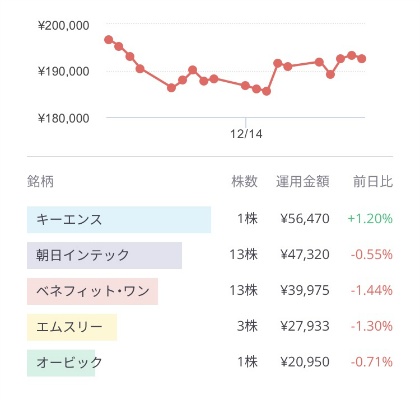 ¥200,000
¥190,000
¥180,000
12/14
銘柄 株数 運用金額 前日比
キーエンス 1株 ¥56,470 +1.20%
朝日インテック 13株 ¥47,320 -0.55%
ベネフィット・ワン 13株 ¥39,975 -1.44%
エムスリー 3株 ¥27,933 -1.30%
オービック 1株 ¥20,950 -0.71%